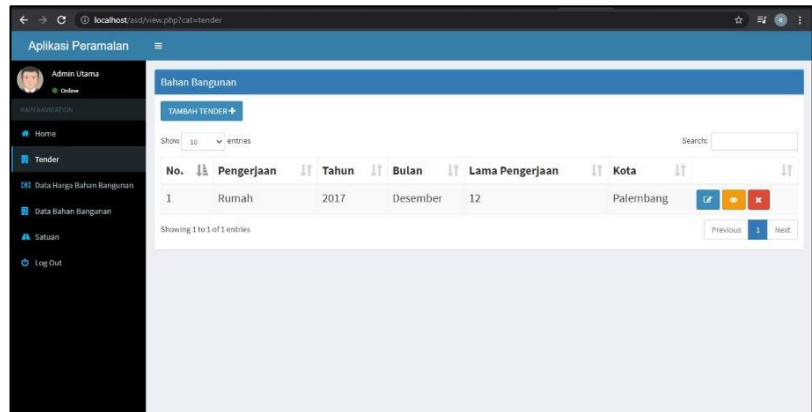 localhost/asd/view.php?cat=tender
Aplikasi Peramalan
Admin Utama
Online
MAIN NAVIGATION
Home
Tender
Data Harga Bahan Bangunan
Data Bahan Bangunan
Satuan
Log Out
Bahan Bangunan
TAMBAH TENDER
Show 10 entries
Search:
No. Pengerjaan Tahun Bulan Lama Pengerjaan Kota
1 Rumah 2017 Desember 12 Palembang
Showing 1 to 1 of 1 entries
Previous 1 Next